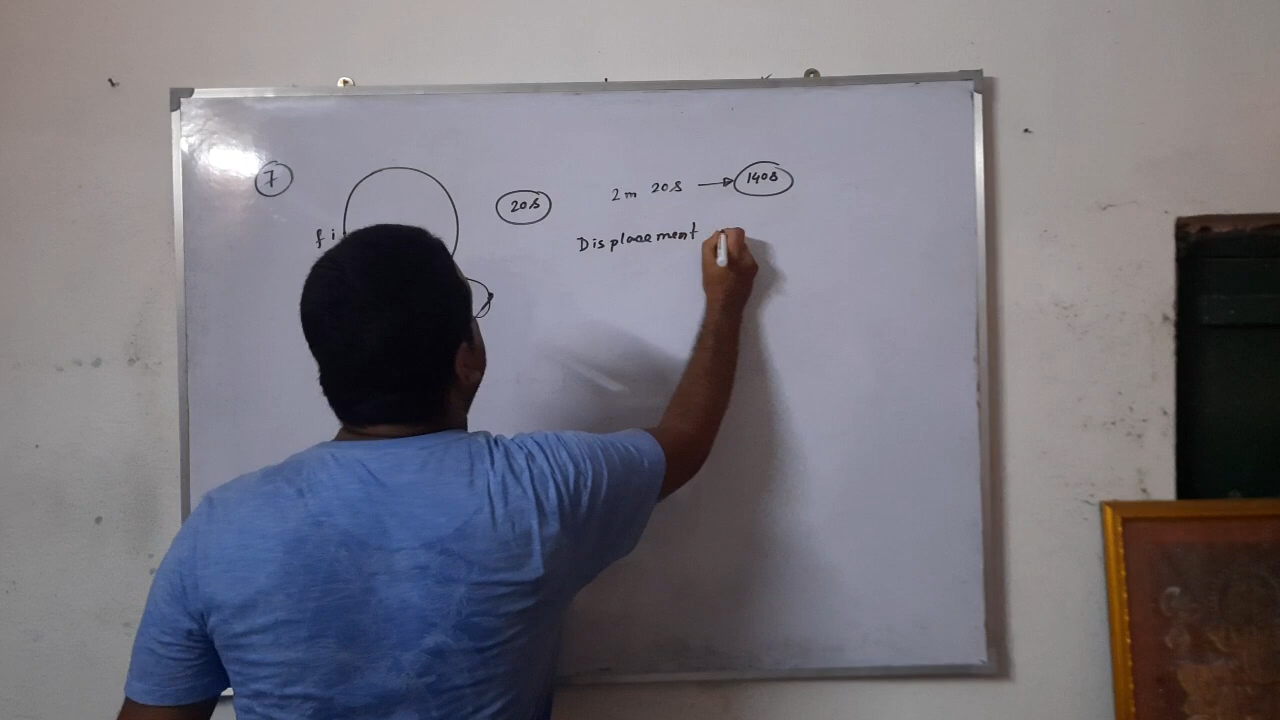 7
20s
2m 20s → 140s
f i
Displacement